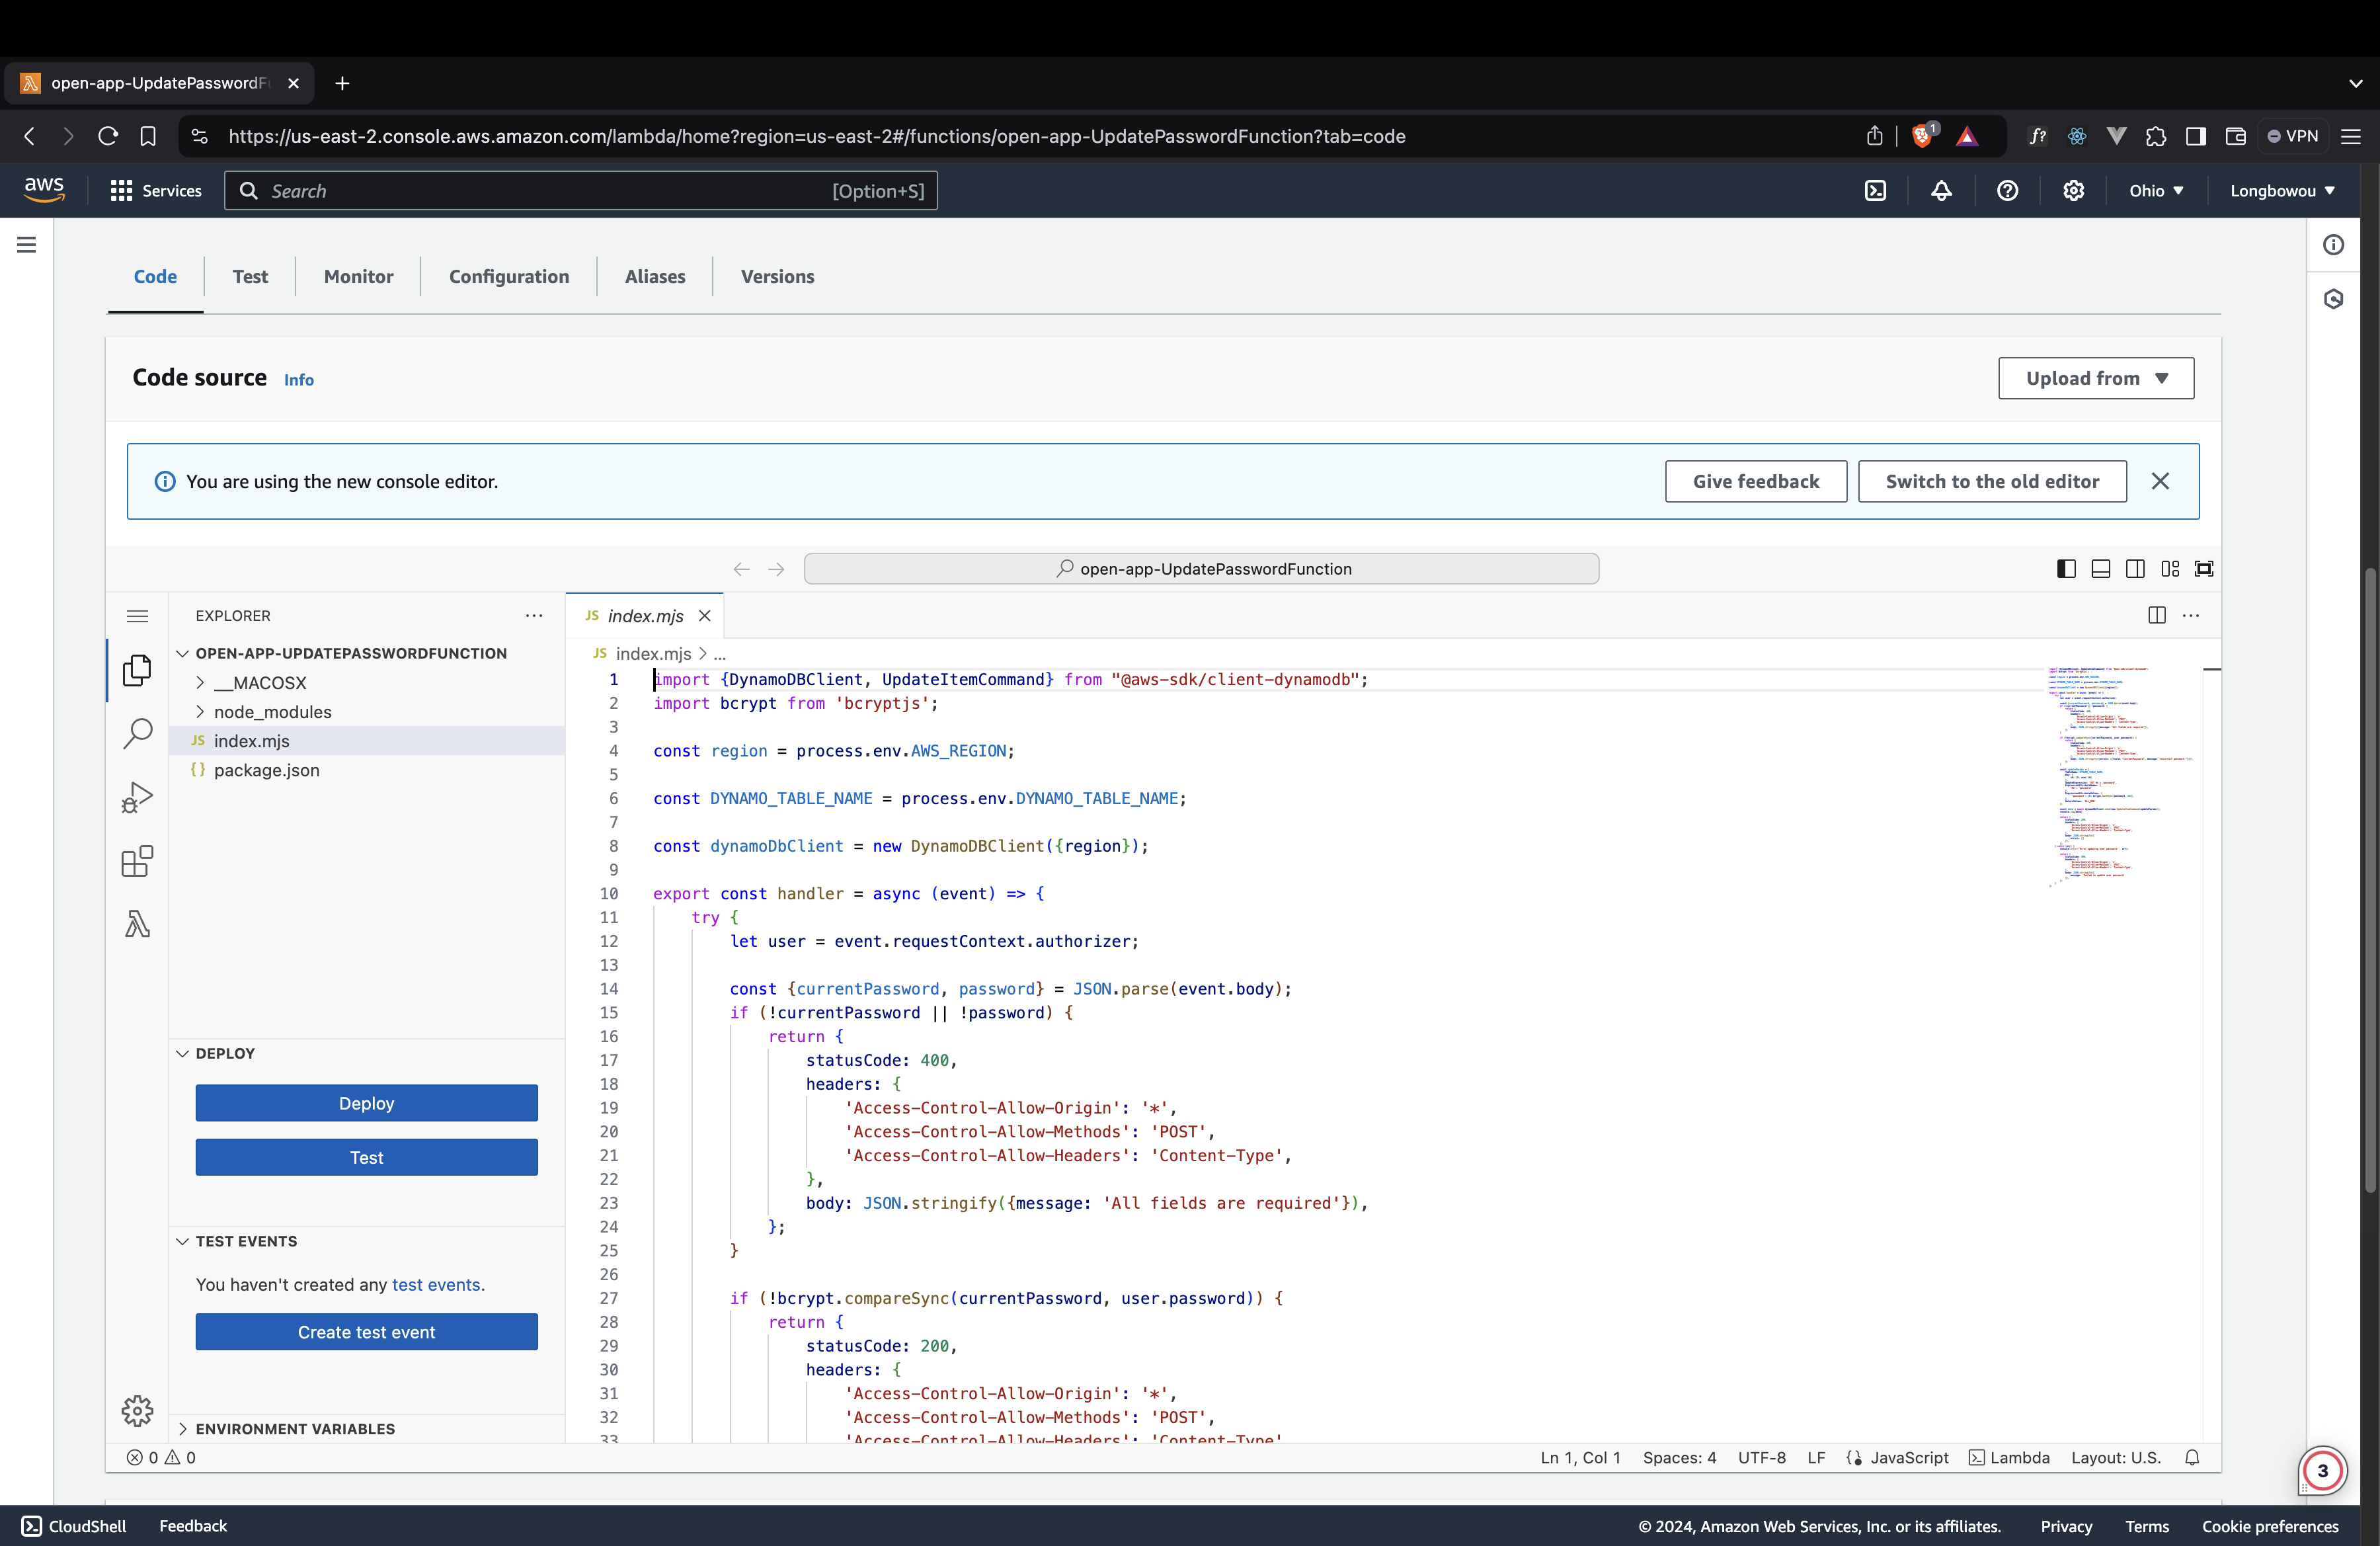 open-app-UpdatePasswordF
https://us-east-2.console.aws.amazon.com/lambda/home?region=us-east-2#/functions/open-app-UpdatePasswordFunction?tab=code
1
f?
VPN
aws
Services
Search
[Option+S]
Ohio
Longbowou
Code
Test
Monitor
Configuration
Aliases
Versions
Code source Info
Upload from
You are using the new console editor.
Give feedback
Switch to the old editor
open-app-UpdatePasswordFunction
EXPLORER
JS index.mjs
OPEN-APP-UPDATEPASSWORDFUNCTION
__MACOSX
node_modules
JS index.mjs
{} package.json
DEPLOY
Deploy
Test
TEST EVENTS
You haven't created any test events.
Create test event
ENVIRONMENT VARIABLES
JS index.mjs > ...
1 import {DynamoDBClient, UpdateItemCommand} from "@aws-sdk/client-dynamodb";
2 import bcrypt from 'bcryptjs';
3
4 const region = process.env.AWS_REGION;
5
6 const DYNAMO_TABLE_NAME = process.env.DYNAMO_TABLE_NAME;
7
8 const dynamoDbClient = new DynamoDBClient({region});
9
10 export const handler = async (event) => {
11 try {
12 let user = event.requestContext.authorizer;
13
14 const {currentPassword, password} = JSON.parse(event.body);
15 if (!currentPassword || !password) {
16 return {
17 statusCode: 400,
18 headers: {
19 'Access-Control-Allow-Origin': '*',
20 'Access-Control-Allow-Methods': 'POST',
21 'Access-Control-Allow-Headers': 'Content-Type',
22 },
23 body: JSON.stringify({message: 'All fields are required'}),
24 };
25 }
26
27 if (!bcrypt.compareSync(currentPassword, user.password)) {
28 return {
29 statusCode: 200,
30 headers: {
31 'Access-Control-Allow-Origin': '*',
32 'Access-Control-Allow-Methods': 'POST',
33 'Access-Control-Allow-Headers': 'Content-Type'
0 0
Ln 1, Col 1
Spaces: 4
UTF-8
LF
JavaScript
Lambda
Layout: U.S.
3
CloudShell
Feedback
© 2024, Amazon Web Services, Inc. or its affiliates.
Privacy
Terms
Cookie preferences